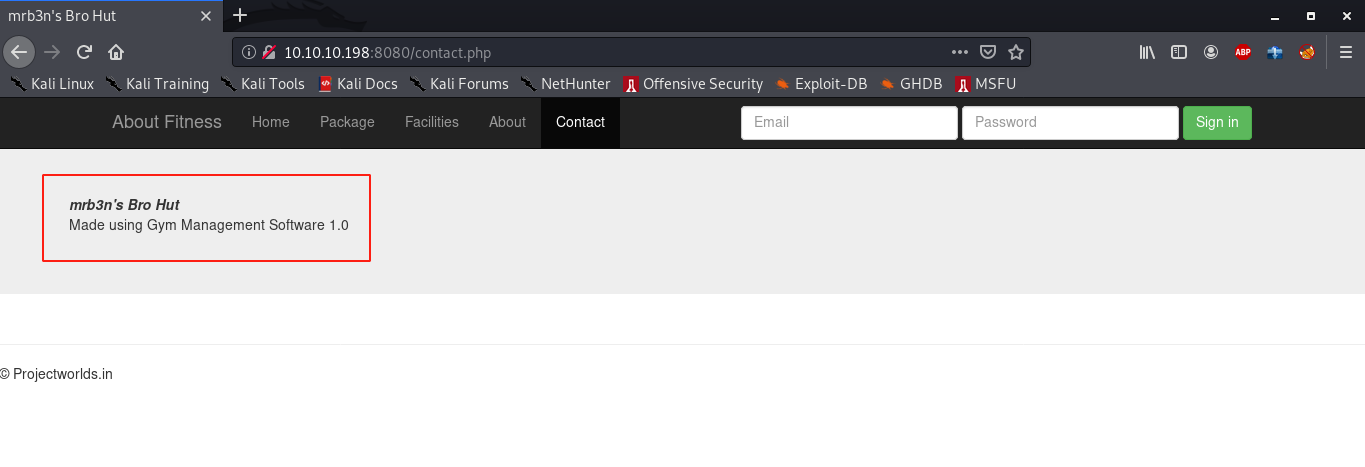 mrb3n's Bro Hut
10.10.10.198:8080/contact.php
ABP
Kali Linux Kali Training Kali Tools Kali Docs Kali Forums NetHunter Offensive Security Exploit-DB GHDB MSFU
About Fitness Home Package Facilities About Contact Email Password Sign in
mrb3n's Bro Hut
Made using Gym Management Software 1.0
© Projectworlds.in